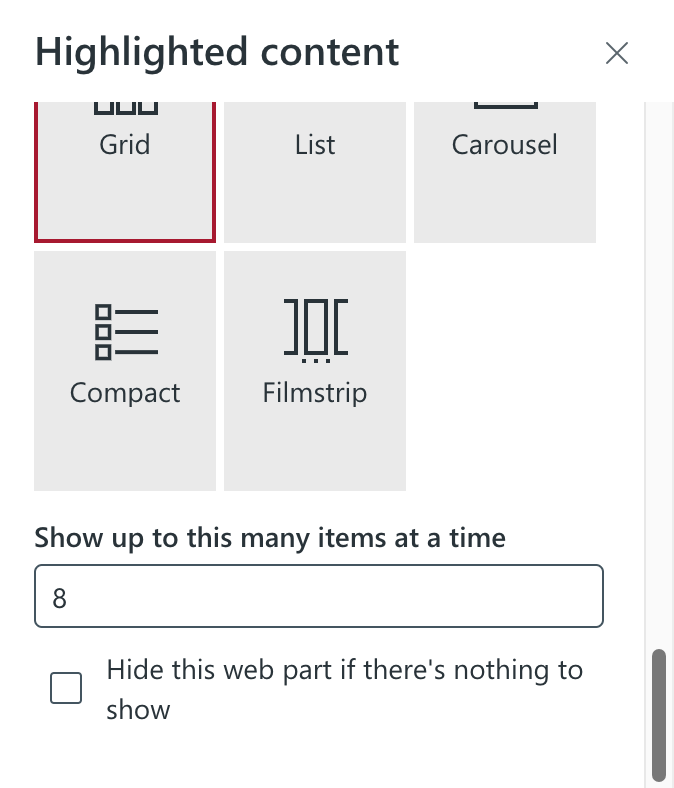 Highlighted content
Grid
List
Carousel
Compact
Filmstrip
Show up to this many items at a time
8
Hide this web part if there's nothing to
show